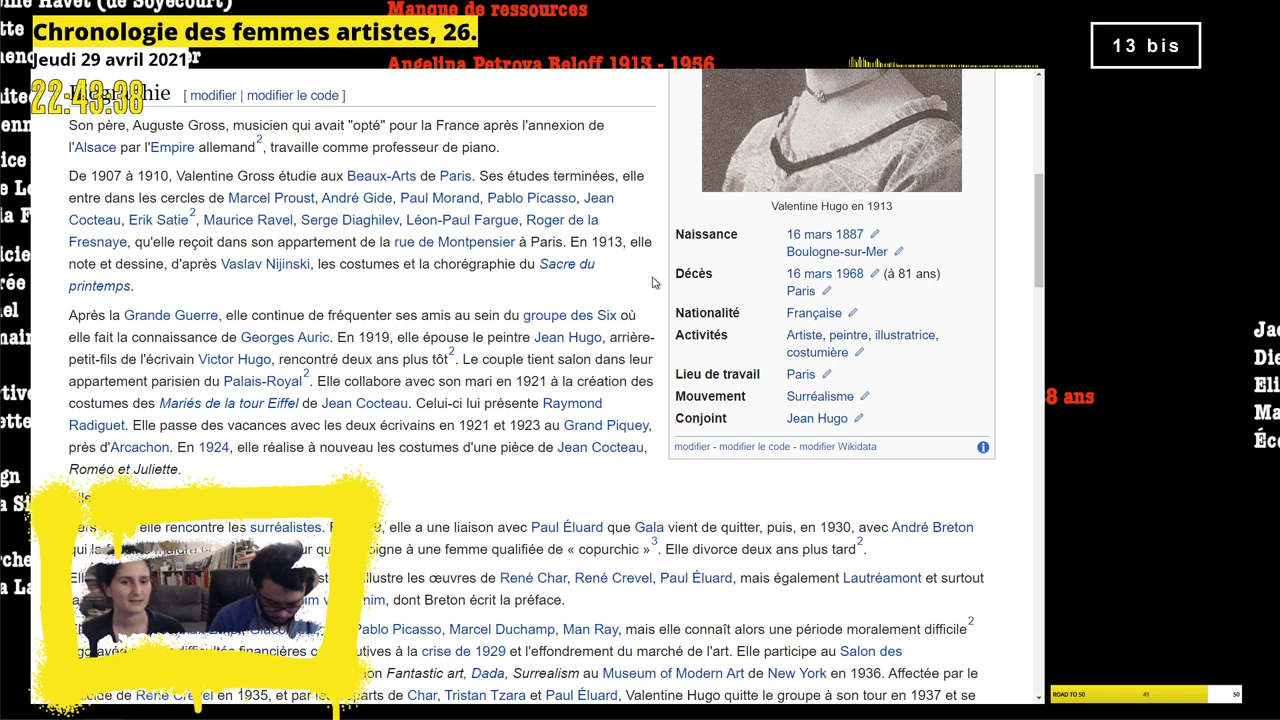 (de Soyecourt)
Manque de ressources
Chronologie des femmes artistes, 26.
13 bis
Jeudi 29 avril 2021
Angelina Petrova Beloff 1913 - 1956
22:43:38
[ modifier | modifier le code ]
Son père, Auguste Gross, musicien qui avait "opté" pour la France après l'annexion de
l'Alsace par l'Empire allemand2, travaille comme professeur de piano.
De 1907 à 1910, Valentine Gross étudie aux Beaux-Arts de Paris. Ses études terminées, elle
entre dans les cercles de Marcel Proust, André Gide, Paul Morand, Pablo Picasso, Jean
Cocteau, Erik Satie2, Maurice Ravel, Serge Diaghilev, Léon-Paul Fargue, Roger de la
Fresnaye, qu'elle reçoit dans son appartement de la rue de Montpensier à Paris. En 1913, elle
note et dessine, d'après Vaslav Nijinski, les costumes et la chorégraphie du Sacre du
printemps.
Après la Grande Guerre, elle continue de fréquenter ses amis au sein du groupe des Six où
elle fait la connaissance de Georges Auric. En 1919, elle épouse le peintre Jean Hugo, arrière-
petit-fils de l'écrivain Victor Hugo, rencontré deux ans plus tôt2. Le couple tient salon dans leur
appartement parisien du Palais-Royal2. Elle collabore avec son mari en 1921 à la création des
costumes des Mariés de la tour Eiffel de Jean Cocteau. Celui-ci lui présente Raymond
Radiguet. Elle passe des vacances avec les deux écrivains en 1921 et 1923 au Grand Piquey,
près d'Arcachon. En 1924, elle réalise à nouveau les costumes d'une pièce de Jean Cocteau,
Roméo et Juliette.
Valentine Hugo en 1913
Naissance 16 mars 1887
Boulogne-sur-Mer
Décès 16 mars 1968 (à 81 ans)
Paris
Nationalité Française
Activités Artiste, peintre, illustratrice,
costumière
Lieu de travail Paris
Mouvement Surréalisme
Conjoint Jean Hugo
modifier - modifier le code - modifier Wikidata
elle rencontre les surréalistes. elle a une liaison avec Paul Éluard que Gala vient de quitter, puis, en 1930, avec André Breton
à une femme qualifiée de « copurchic »3. Elle divorce deux ans plus tard2.
illustre les œuvres de René Char, René Crevel, Paul Éluard, mais également Lautréamont et surtout
dont Breton écrit la préface.
Pablo Picasso, Marcel Duchamp, Man Ray, mais elle connaît alors une période moralement difficile2
à la crise de 1929 et l'effondrement du marché de l'art. Elle participe au Salon des
Fantastic art, Dada, Surrealism au Museum of Modern Art de New York en 1936. Affectée par le
de René Crevel en 1935, et par de Char, Tristan Tzara et Paul Éluard, Valentine Hugo quitte le groupe à son tour en 1937 et se
8 ans
ROAD TO 50 41 50